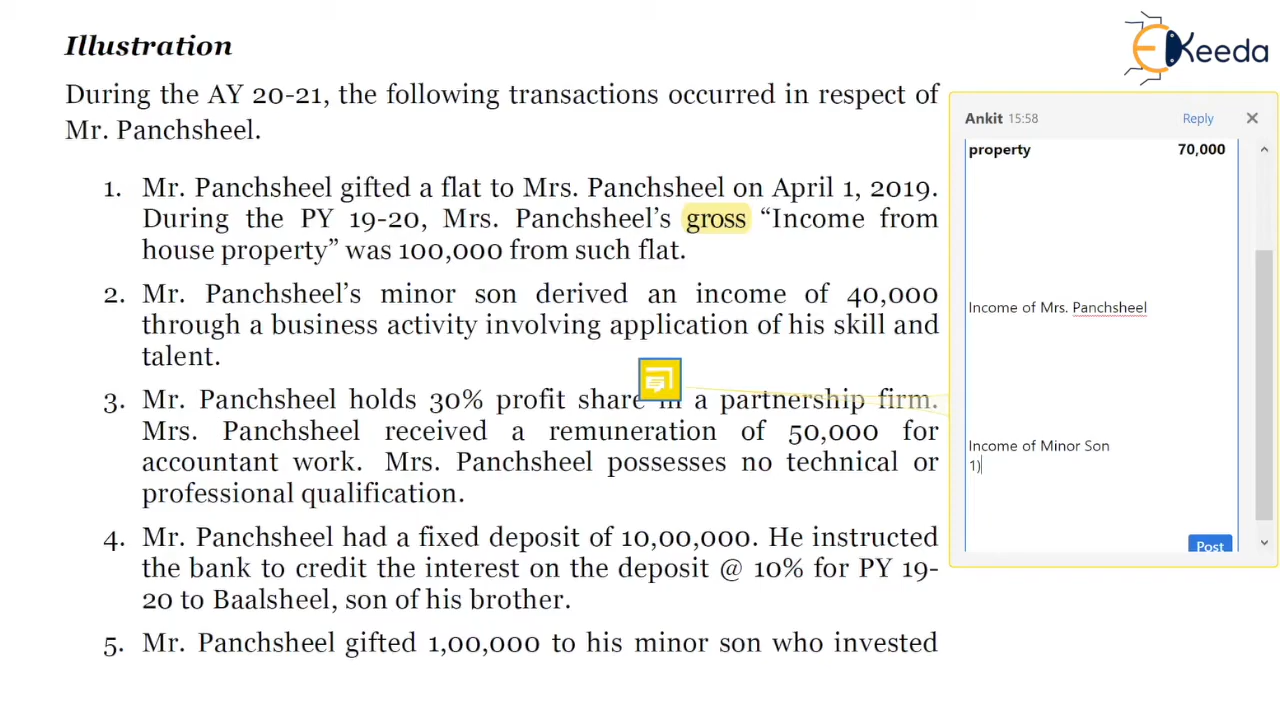 Illustration
EKeeda
During the AY 20-21, the following transactions occurred in respect of
Mr. Panchsheel.
1. Mr. Panchsheel gifted a flat to Mrs. Panchsheel on April 1, 2019.
During the PY 19-20, Mrs. Panchsheel's gross “Income from
house property” was 100,000 from such flat.
2. Mr. Panchsheel's minor son derived an income of 40,000
through a business activity involving application of his skill and
talent.
3. Mr. Panchsheel holds 30% profit share in a partnership firm.
Mrs. Panchsheel received a remuneration of 50,000 for
accountant work. Mrs. Panchsheel possesses no technical or
professional qualification.
4. Mr. Panchsheel had a fixed deposit of 10,00,000. He instructed
the bank to credit the interest on the deposit @ 10% for PY 19-
20 to Baalsheel, son of his brother.
5. Mr. Panchsheel gifted 1,00,000 to his minor son who invested
Ankit 15:58 Reply
property 70,000
Income of Mrs. Panchsheel
Income of Minor Son
1)
Post